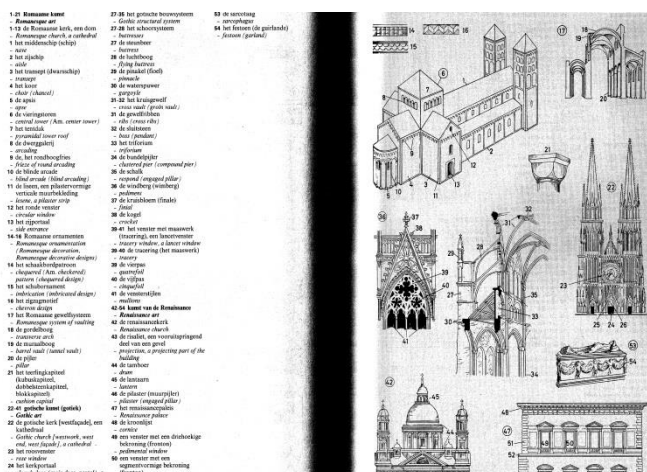 1-21 Romaanse kunst
- Romanesque art
1-13 de Romaanse kerk, een dom
- Romanesque church, a cathedral
1 het middenschip (schip)
- nave
2 het zijschip
- aisle
3 het transept (dwarsschip)
- transept
4 het koor
- choir (chancel)
5 de apsis
- apse
6 de vieringtoren
- central tower (Am. center tower)
7 het tentdak
- pyramidal tower roof
8 de dwerggalerij
- arcading
9 de, het rondboogfries
- frieze of round arcading
10 de blinde arcade
- blind arcade (blind arcading)
11 de liseen, een pilastervormige
verticale muurbekleding
- lesene, a pilaster strip
12 het ronde venster
- circular window
13 het zijportaal
- side entrance
14-16 Romaanse ornamenten
- Romanesque ornamentation
(Romanesque decoration,
Romanesque decorative designs)
14 het schaakbordpatroon
- chequered (Am. checkered)
pattern (chequered design)
15 het schubornament
- imbrication (imbricated design)
16 het zigzagmotief
- chevron design
17 het Romaanse gewelfsysteem
- Romanesque system of vaulting
18 de gordelboog
- transverse arch
19 de muraalboog
- barrel vault (tunnel vault)
20 de pijler
- pillar
21 het teerlingkapiteel
(kubuskapiteel,
dobbelsteenkapiteel,
blokkapiteel)
- cushion capital
22-41 gotische kunst (gotiek)
- Gothic art
22 de gotische kerk [westfaçade], een
kathedraal
- Gothic church [westwork, west
end, west façade], a cathedral
23 het roosvenster
- rose window
24 het kerkportaal
27-35 het gotische bouwsysteem
- Gothic structural system
27-28 het schoorsysteem
- buttresses
27 de steunbeer
- buttress
28 de luchtboog
- flying buttress
29 de pinakel (fioel)
- pinnacle
30 de waterspuwer
- gargoyle
31-32 het kruisgewelf
- cross vault (groin vault)
31 de gewelfribben
- ribs (cross ribs)
32 de sluitsteen
- boss (pendant)
33 het triforium
- triforium
34 de bundelpijler
- clustered pier (compound pier)
35 de schalk
- respond (engaged pillar)
36 de windberg (wimberg)
- pediment
37 de kruisbloem (finale)
- finial
38 de hogel
- crocket
39-41 het venster met maaswerk
(tracering), een lancetvenster
- tracery window, a lancet window
39-40 de tracering (het maaswerk)
- tracery
39 de vierpas
- quatrefoil
40 de vijfpas
- cinquefoil
41 de vensterstijlen
- mullions
42-54 kunst van de Renaissance
- Renaissance art
42 de renaissancekerk
- Renaissance church
43 de risaliet, een vooruitspringend
deel van een gevel
- projection, a projecting part of the
building
44 de tamboer
- drum
45 de lantaarn
- lantern
46 de pilaster (muurpijler)
- pilaster (engaged pillar)
47 het renaissancepaleis
- Renaissance palace
48 de kroonlijst
- cornice
49 een venster met een driehoekige
bekroning (fronton)
- pedimental window
50 een venster met een
segmentvormige bekroning
53 de sarcofaag
- sarcophagus
54 het festoen (de guirlande)
- festoon (garland)